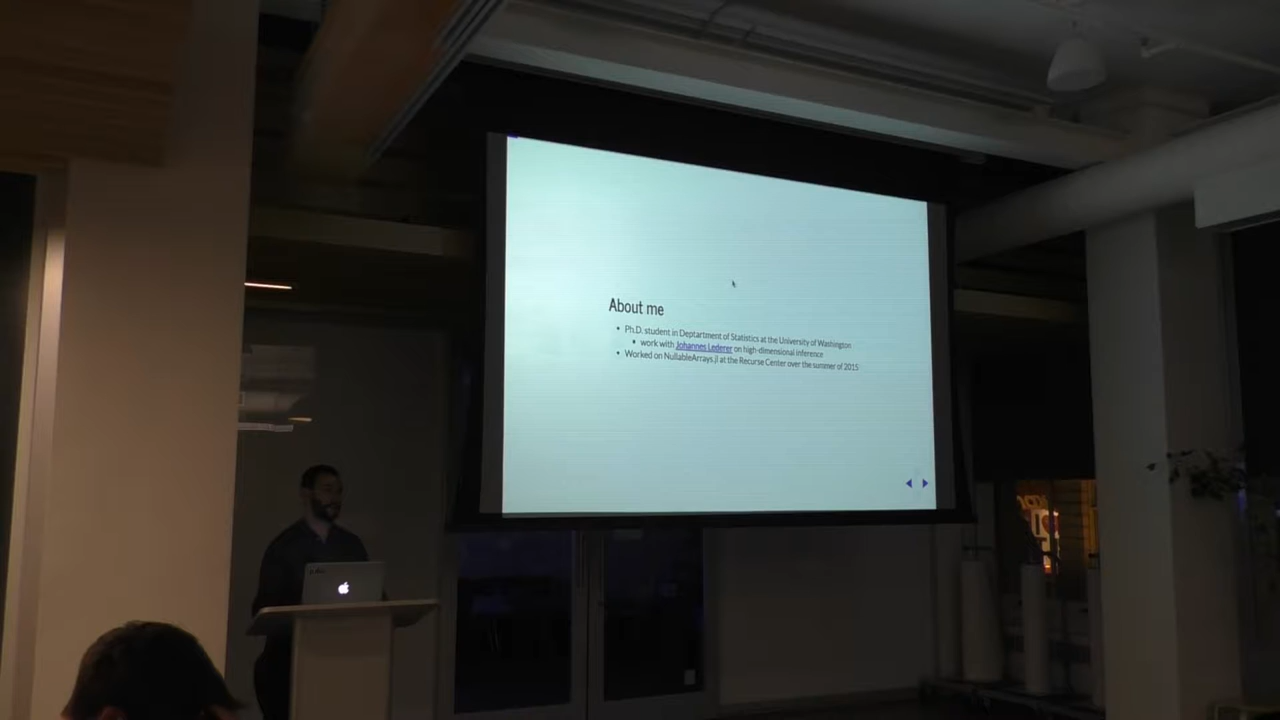 About me
Ph.D. student in Deptartment of Statistics at the University of Washington
work with Johannes Lederer on high-dimensional inference
Worked on NullableArrays.jl at the Recurse Center over the summer of 2015